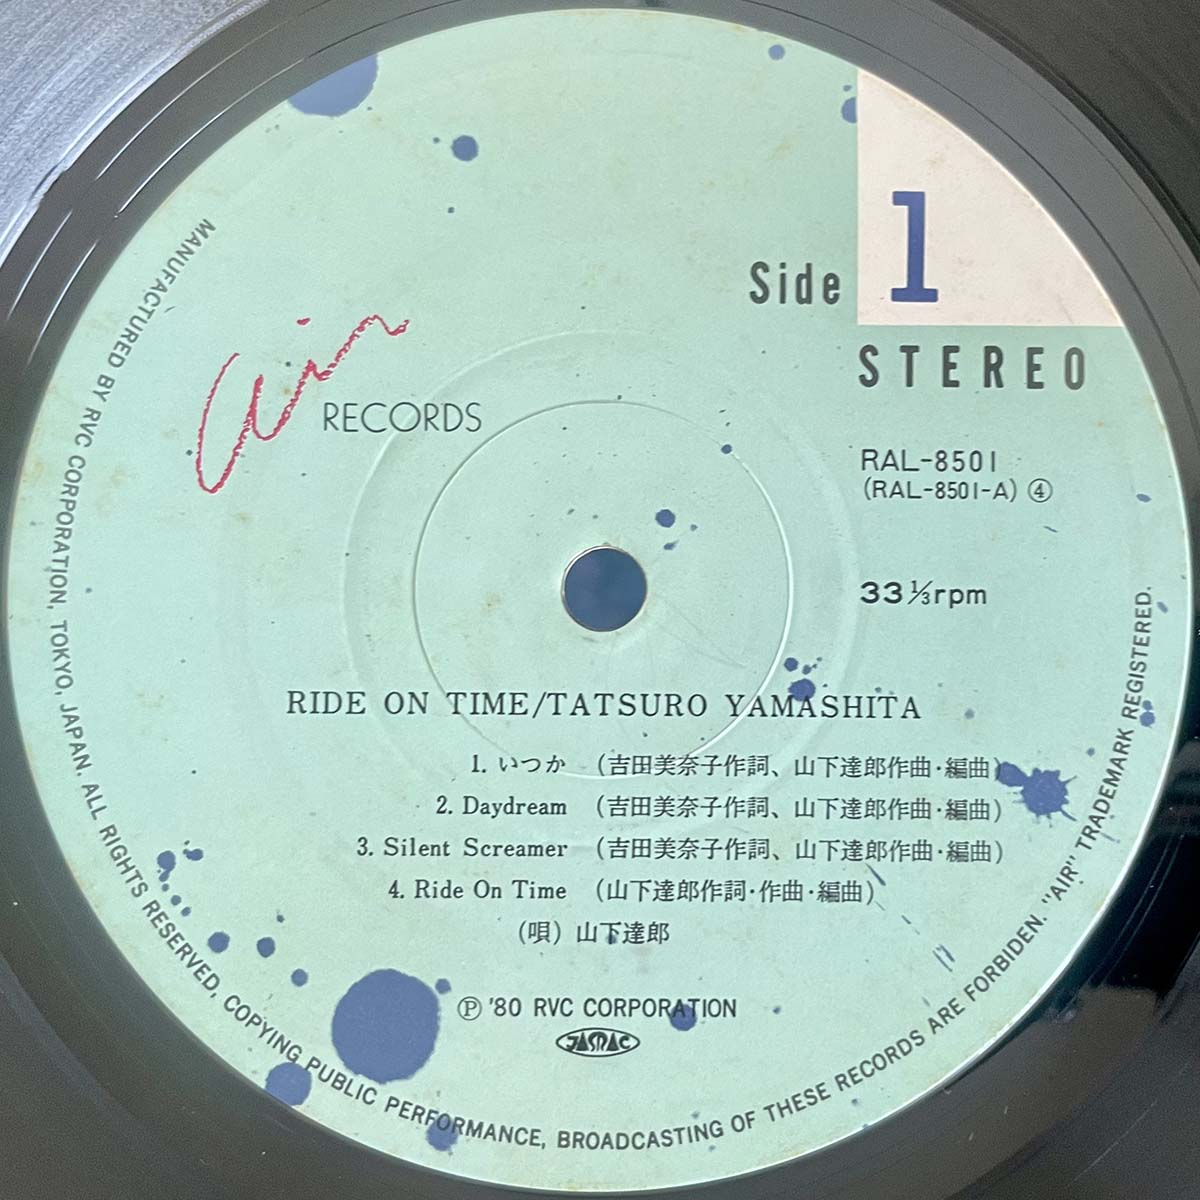 Side 1
STEREO
air RECORDS
RAL-8501
(RAL-8501-A) ④
33 ⅓rpm
RIDE ON TIME/TATSURO YAMASHITA
1. いつか (吉田美奈子作詞、山下達郎作曲・編曲)
2. Daydream (吉田美奈子作詞、山下達郎作曲・編曲)
3. Silent Screamer (吉田美奈子作詞、山下達郎作曲・編曲)
4. Ride On Time (山下達郎作詞・作曲・編曲)
(唄) 山下達郎
Ⓟ '80 RVC CORPORATION
JASRAC
MANUFACTURED BY RVC CORPORATION, TOKYO, JAPAN. ALL RIGHTS RESERVED, COPYING PUBLIC PERFORMANCE, BROADCASTING OF THESE RECORDS ARE FORBIDEN. "AIR" TRADEMARK REGISTERED.